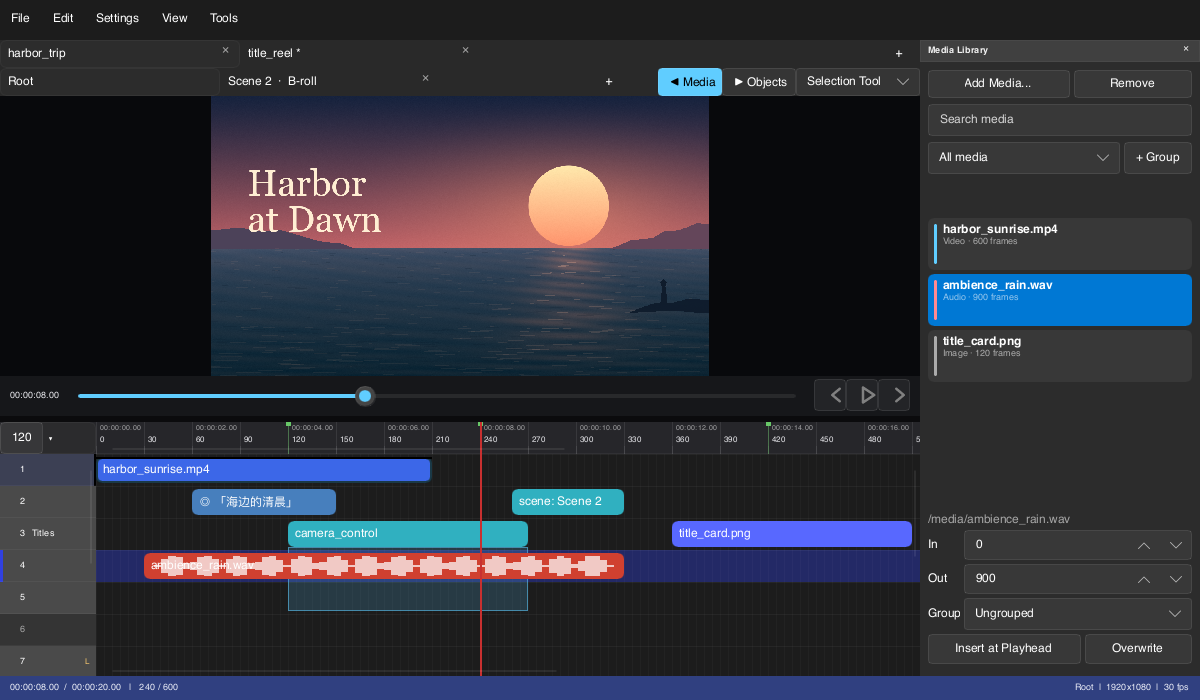 File Edit Settings View Tools
harbor_trip × title_reel * × +
Media Library ×
Root Scene 2 · B-roll × + ◀ Media ▶ Objects Selection Tool
Add Media... Remove
Search media
All media + Group
Harbor
at Dawn
harbor_sunrise.mp4
Video · 600 frames
ambience_rain.wav
Audio · 900 frames
title_card.png
Image · 120 frames
00:00:08.00
120 ▾
00:00:00.00 00:00:02.00 00:00:04.00 00:00:06.00 00:00:08.00 00:00:10.00 00:00:12.00 00:00:14.00 00:00:16.00
0 30 60 90 120 150 180 210 240 270 300 330 360 390 420 450 480
1 harbor_sunrise.mp4
2 ◎ 「海边的清晨」 scene: Scene 2
3 Titles camera_control title_card.png
4 ambience_rain.wav
5
6
7 L
/media/ambience_rain.wav
In 0
Out 900
Group Ungrouped
Insert at Playhead Overwrite
00:00:08.00 / 00:00:20.00 | 240 / 600
Root | 1920x1080 | 30 fps